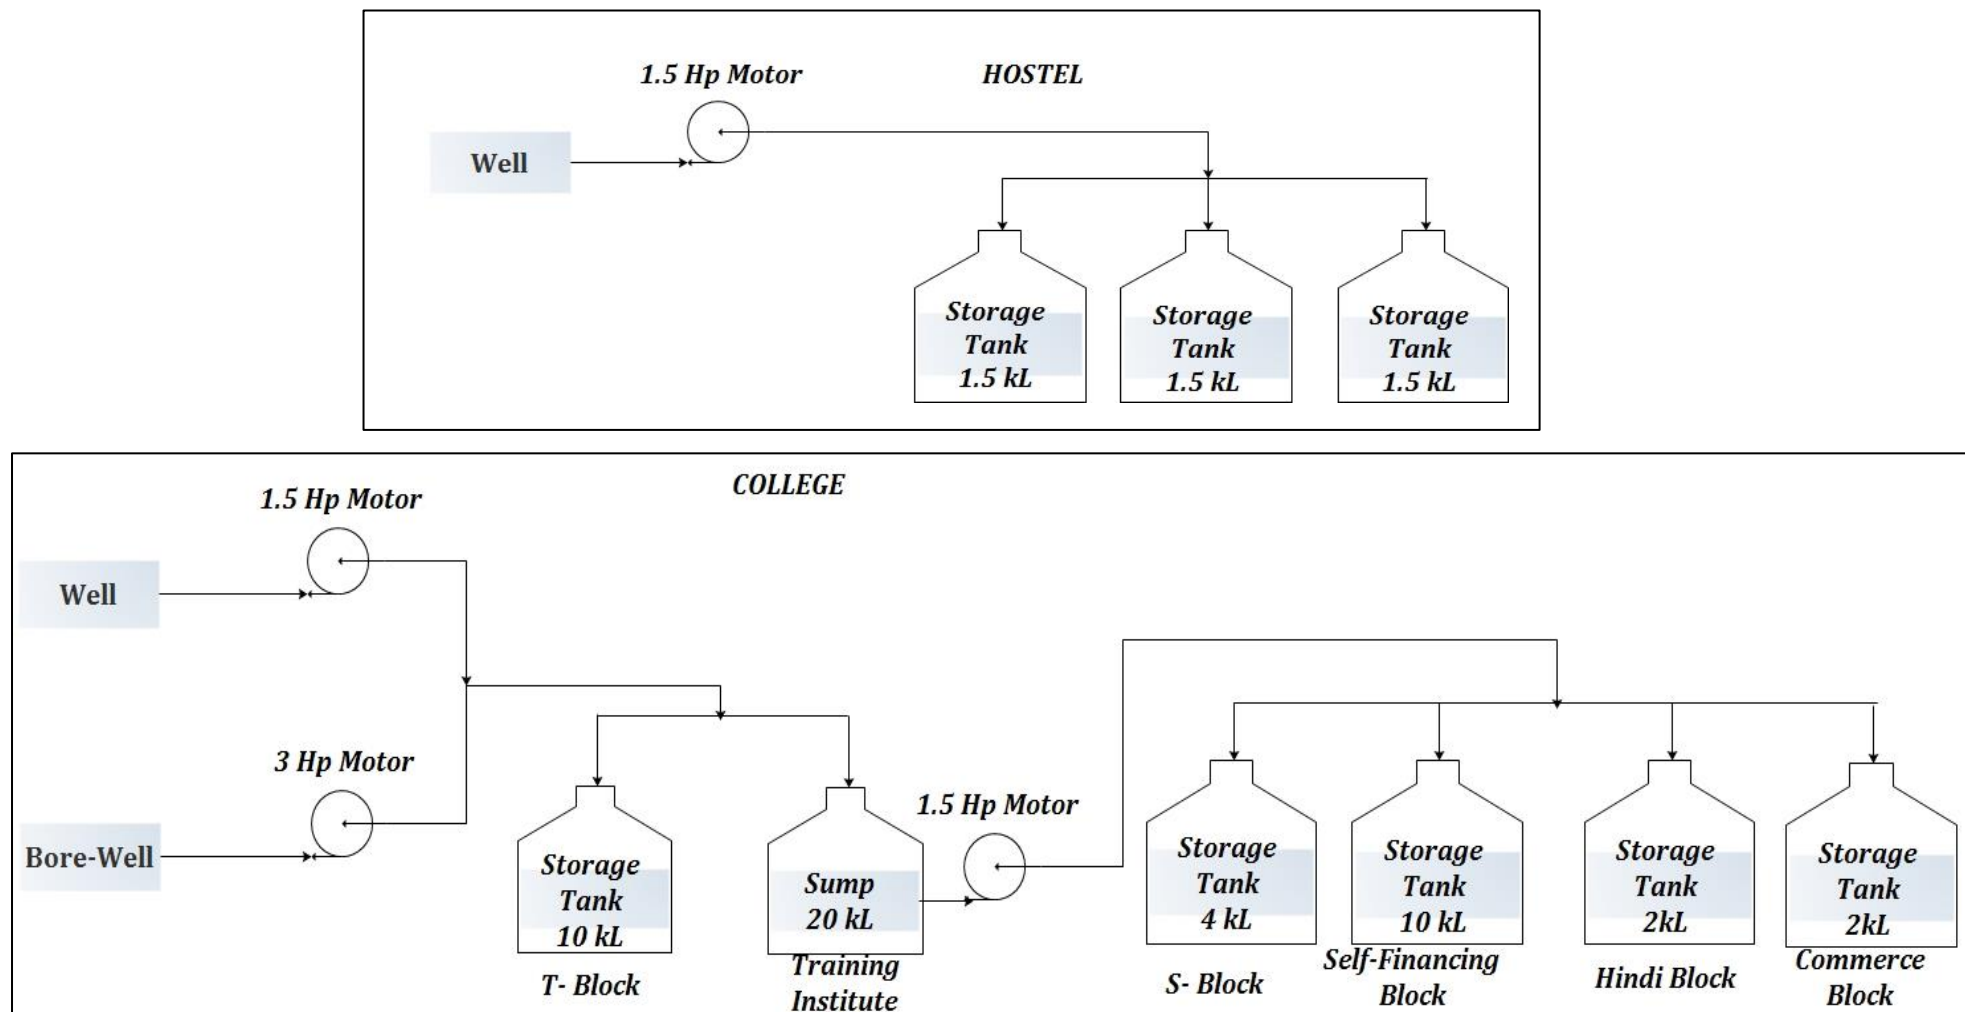 1.5 Hp Motor
HOSTEL
Well
Storage
Tank
1.5 kL
Storage
Tank
1.5 kL
Storage
Tank
1.5 kL
COLLEGE
1.5 Hp Motor
Well
3 Hp Motor
Bore-Well
Storage
Tank
10 kL
T- Block
Sump
20 kL
Training
Institute
1.5 Hp Motor
Storage
Tank
4 kL
S- Block
Storage
Tank
10 kL
Self-Financing
Block
Storage
Tank
2kL
Hindi Block
Storage
Tank
2kL
Commerce
Block